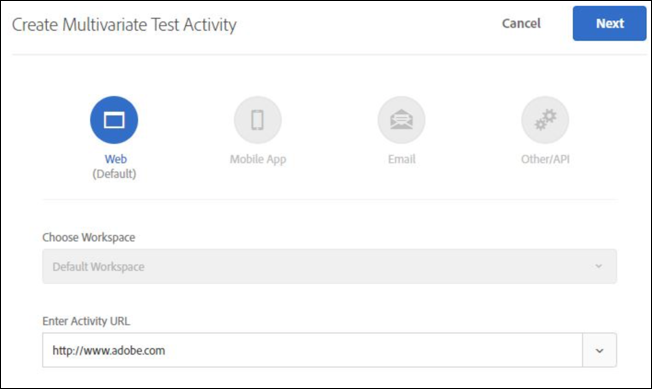 Create Multivariate Test Activity
Cancel
Next
Web
(Default)
Mobile App
Email
Other/API
Choose Workspace
Default Workspace
Enter Activity URL
http://www.adobe.com